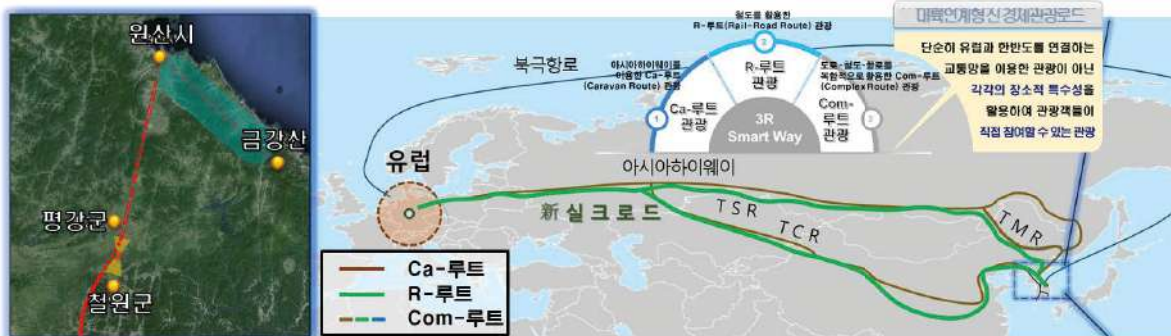 원산시
금강산
평강군
철원군
북극항로
철도를 활용한
R-루트(Rail-Road Route) 관광
2
아시아하이웨이를
이용한 Ca-루트
(Caravan Route) 관광
R-루트
관광
도로·철도·항로를
복합적으로 활용한 Com-루트
(Complex Route) 관광
Ca-루트
관광
Com-
루트
관광
1
3R
Smart Way
3
대륙연계형 신 경제관광로드
단순히 유럽과 한반도를 연결하는
교통망을 이용한 관광이 아닌
각각의 장소적 특수성을
활용하여 관광객들이
직접 참여할 수 있는 관광
유럽
아시아하이웨이
新 실크로드
TSR
TCR
TMR
Ca-루트
R-루트
Com-루트